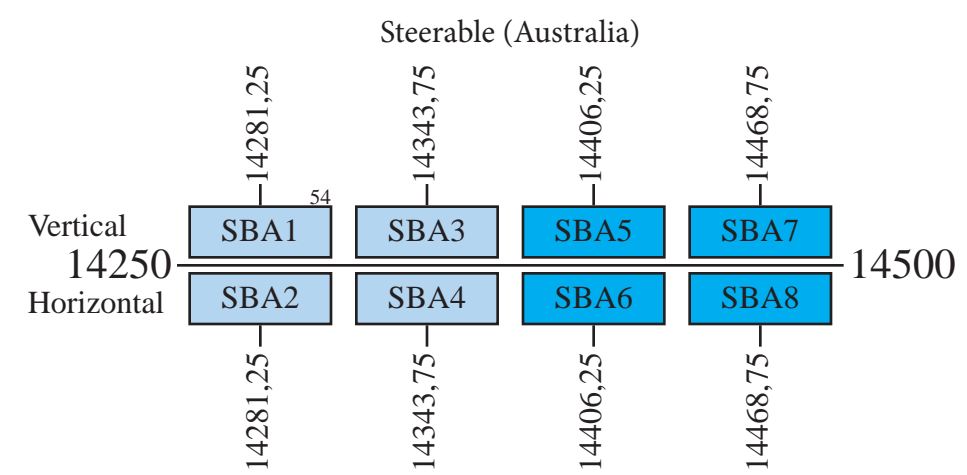 Steerable (Australia)
14281,25 14343,75 14406,25 14468,75
54
Vertical SBA1 SBA3 SBA5 SBA7
14250 14500
Horizontal SBA2 SBA4 SBA6 SBA8
14281,25 14343,75 14406,25 14468,75